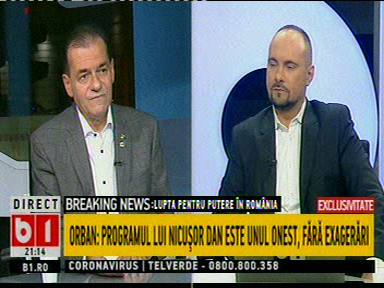 DIRECT
BREAKING NEWS: LUPTA PENTRU PUTERE ÎN ROMÂNIA
EXCLUSIVITATE
b1
ORBAN: PROGRAMUL LUI NICUŞOR DAN ESTE UNUL ONEST, FĂRĂ EXAGERĂRI
21:14
B1.RO
CORONAVIRUS | TELVERDE - 0800.800.358